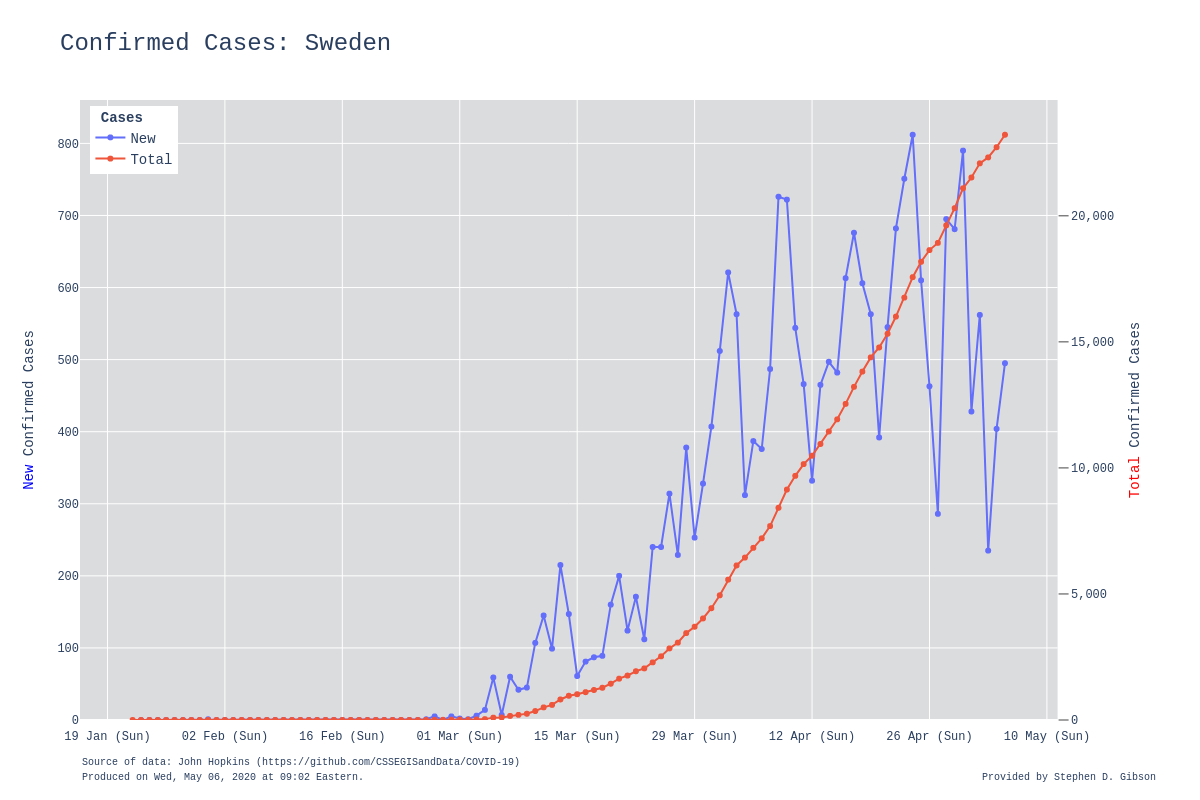 Confirmed Cases: Sweden
Cases
New
Total
800
700
600
500
400
300
200
100
0
New Confirmed Cases
20,000
15,000
10,000
5,000
0
Total Confirmed Cases
19 Jan (Sun) 02 Feb (Sun) 16 Feb (Sun) 01 Mar (Sun) 15 Mar (Sun) 29 Mar (Sun) 12 Apr (Sun) 26 Apr (Sun) 10 May (Sun)
Source of data: John Hopkins (https://github.com/CSSEGISandData/COVID-19)
Produced on Wed, May 06, 2020 at 09:02 Eastern.
Provided by Stephen D. Gibson